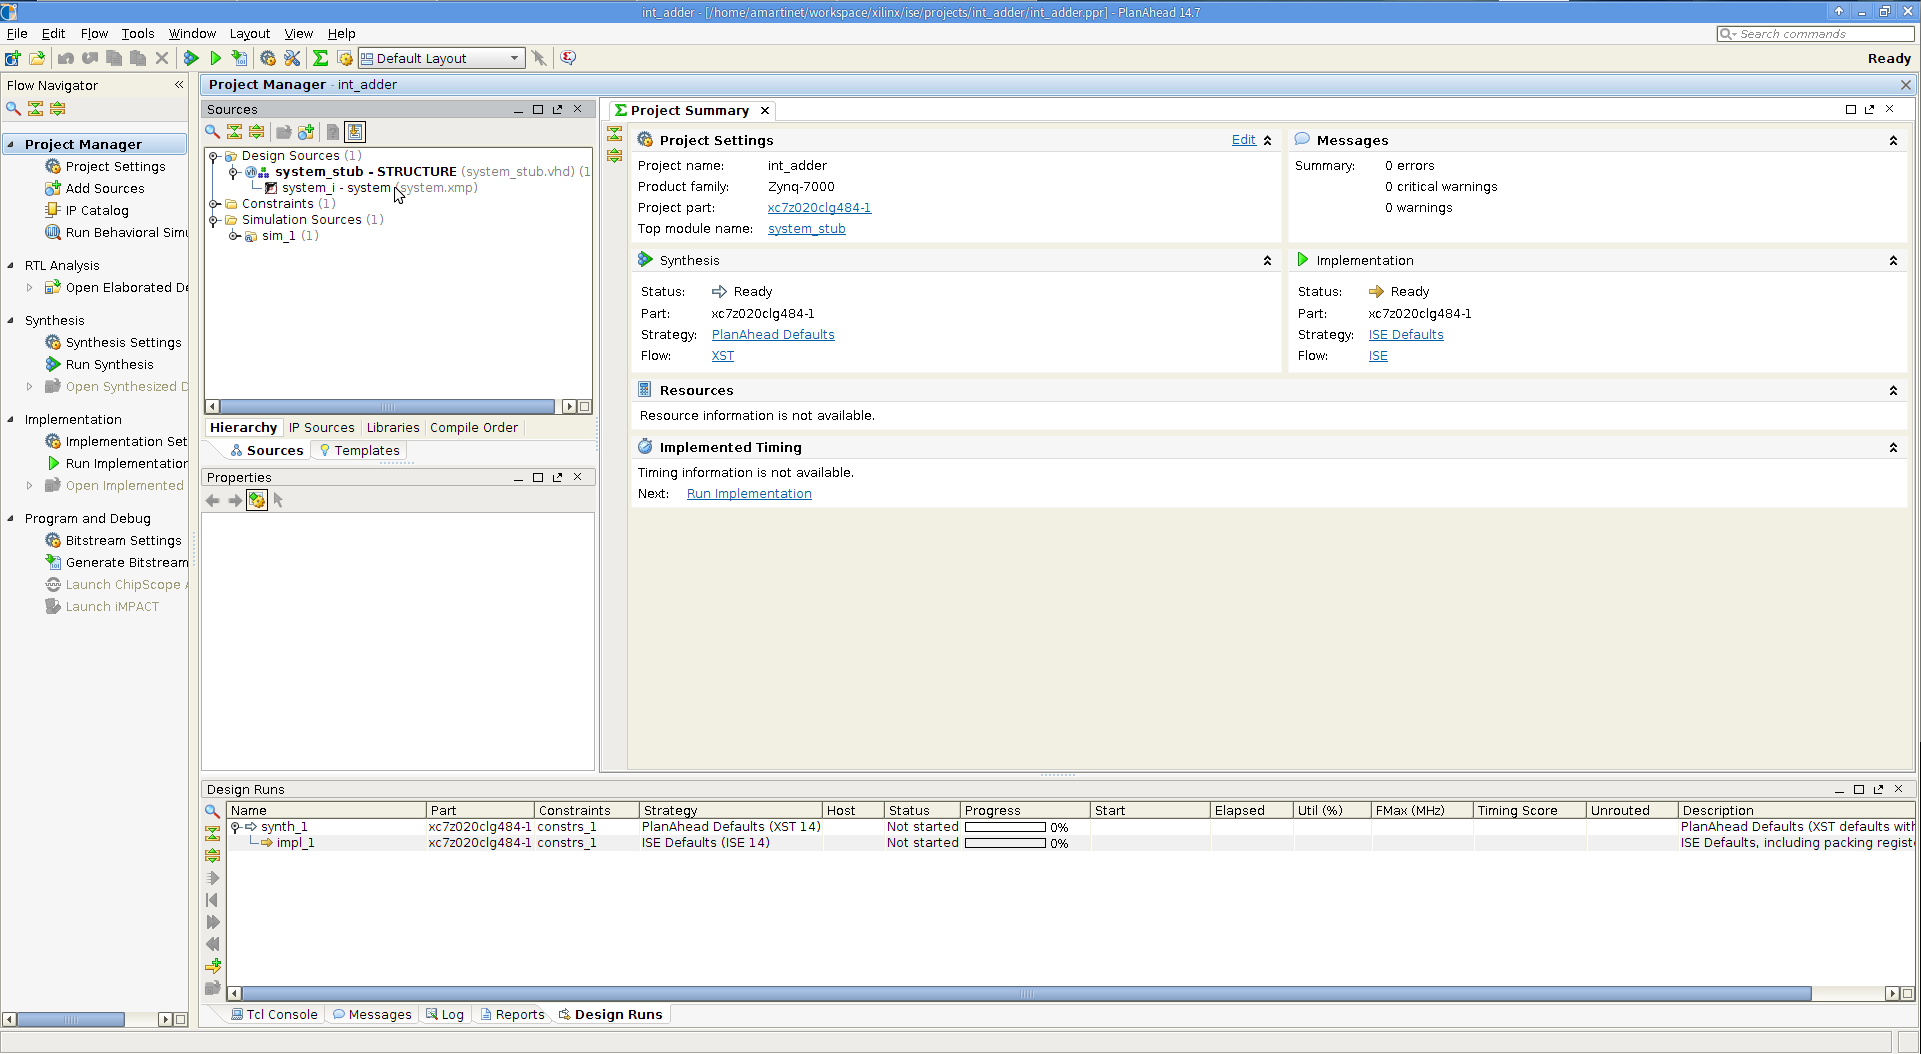 int_adder - [/home/amartinet/workspace/xilinx/ise/projects/int_adder/int_adder.ppr] - PlanAhead 14.7
File Edit Flow Tools Window Layout View Help
Search commands
Default Layout
Ready
Flow Navigator
Project Manager
Project Settings
Add Sources
IP Catalog
Run Behavioral Simu
RTL Analysis
Open Elaborated De
Synthesis
Synthesis Settings
Run Synthesis
Open Synthesized D
Implementation
Implementation Set
Run Implementation
Open Implemented
Program and Debug
Bitstream Settings
Generate Bitstream
Launch ChipScope A
Launch iMPACT
Project Manager - int_adder
Sources
Design Sources (1)
system_stub - STRUCTURE (system_stub.vhd) (1
system_i - system (system.xmp)
Constraints (1)
Simulation Sources (1)
sim_1 (1)
Hierarchy IP Sources Libraries Compile Order
Sources Templates
Properties
Project Summary
Project Settings Edit
Project name: int_adder
Product family: Zynq-7000
Project part: xc7z020clg484-1
Top module name: system_stub
Messages
Summary: 0 errors
0 critical warnings
0 warnings
Synthesis
Status: Ready
Part: xc7z020clg484-1
Strategy: PlanAhead Defaults
Flow: XST
Implementation
Status: Ready
Part: xc7z020clg484-1
Strategy: ISE Defaults
Flow: ISE
Resources
Resource information is not available.
Implemented Timing
Timing information is not available.
Next: Run Implementation
Design Runs
Name Part Constraints Strategy Host Status Progress Start Elapsed Util (%) FMax (MHz) Timing Score Unrouted Description
synth_1 xc7z020clg484-1 constrs_1 PlanAhead Defaults (XST 14) Not started 0% PlanAhead Defaults (XST defaults with
impl_1 xc7z020clg484-1 constrs_1 ISE Defaults (ISE 14) Not started 0% ISE Defaults, including packing registe
Tcl Console Messages Log Reports Design Runs